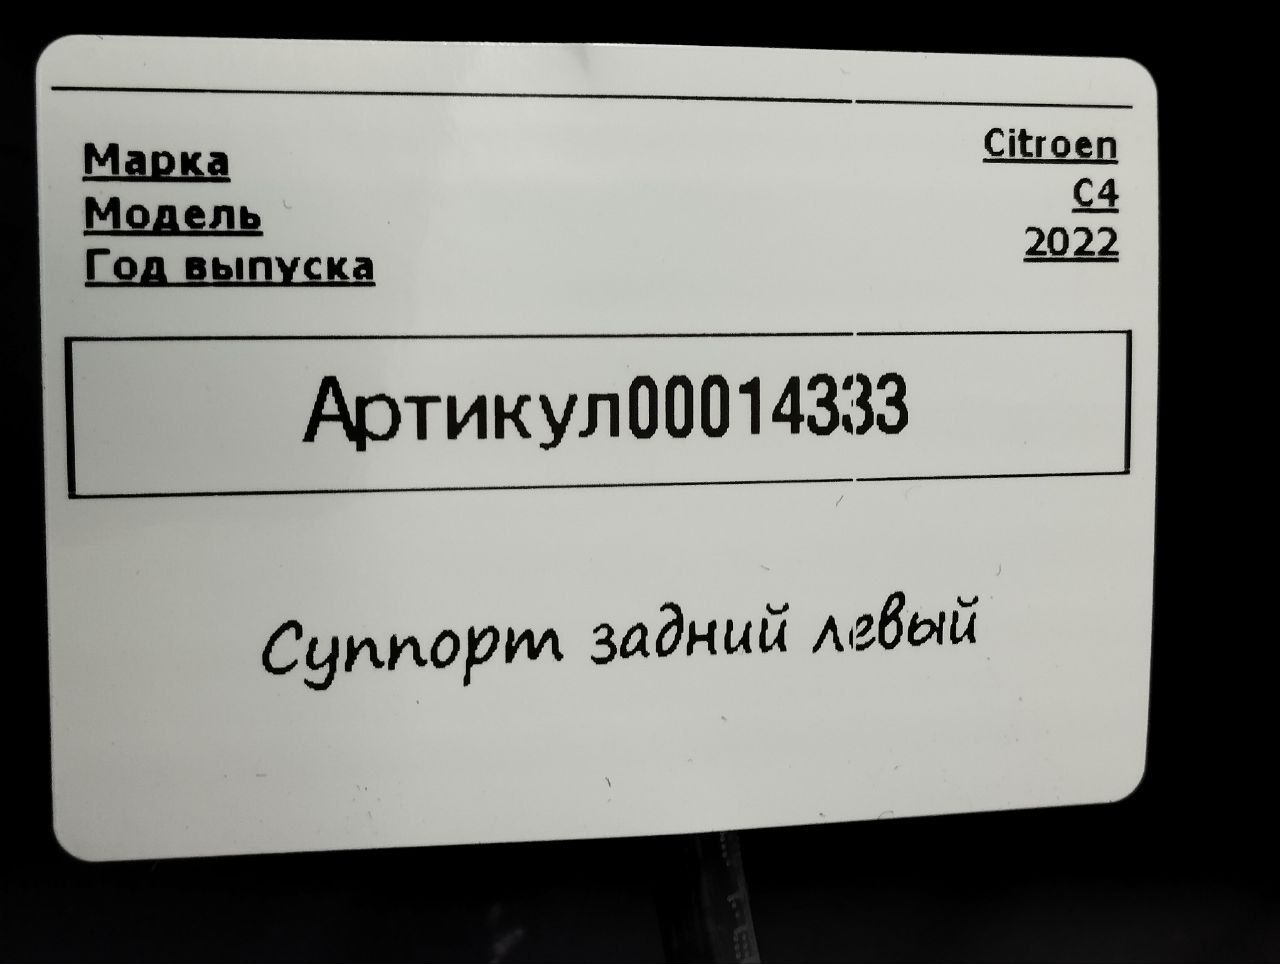 Марка Citroen
Модель C4
Год выпуска 2022
Артикул00014333
Суппорт задний левый